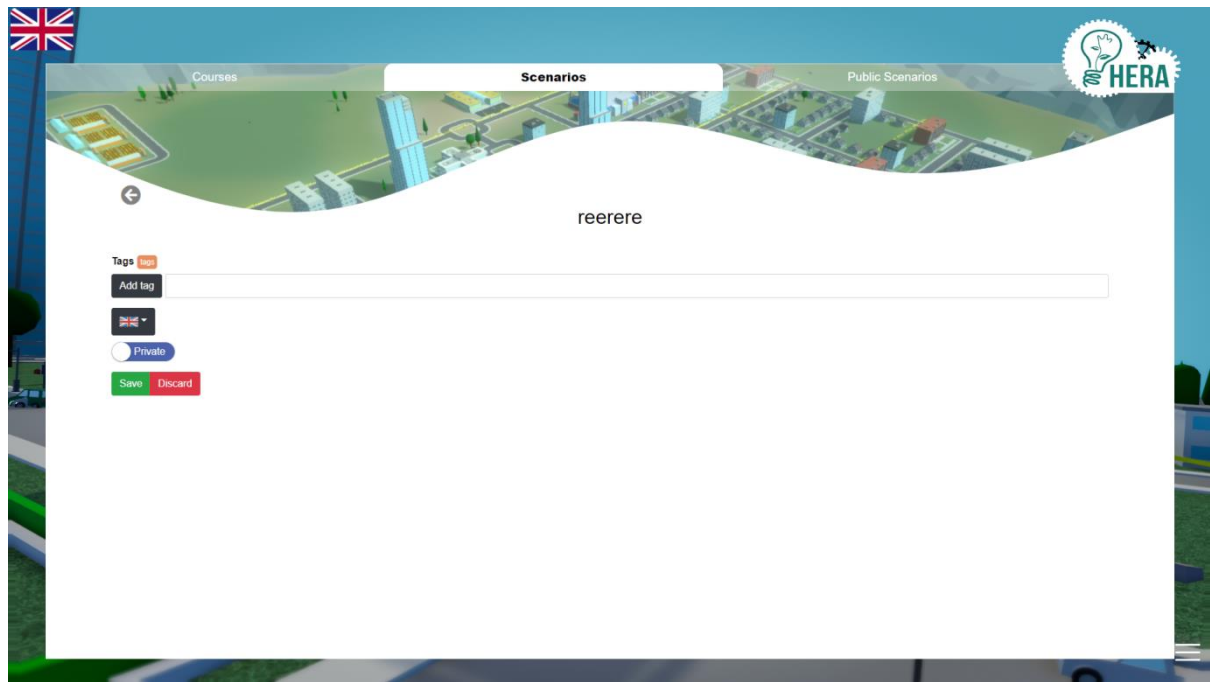 Courses
Scenarios
Public Scenarios
HERA
reerere
Tags tags
Add tag
Private
Save Discard